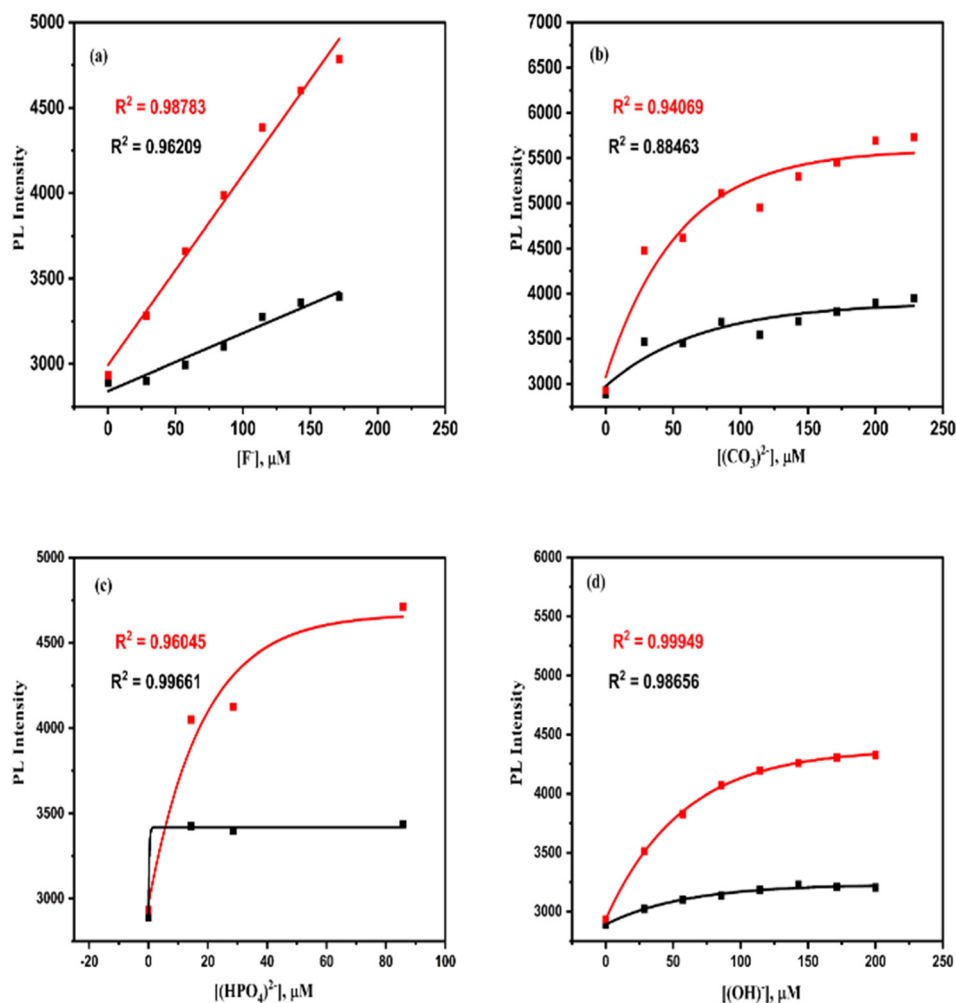 (a)
R² = 0.98783
R² = 0.96209
PL Intensity
5000
4500
4000
3500
3000
0 50 100 150 200 250
[F⁻], μM
(b)
R² = 0.94069
R² = 0.88463
PL Intensity
7000
6500
6000
5500
5000
4500
4000
3500
3000
0 50 100 150 200 250
[(CO₃)²⁻], μM
(c)
R² = 0.96045
R² = 0.99661
PL Intensity
5000
4500
4000
3500
3000
-20 0 20 40 60 80 100
[(HPO₄)²⁻], μM
(d)
R² = 0.99949
R² = 0.98656
PL Intensity
6000
5500
5000
4500
4000
3500
3000
0 50 100 150 200 250
[(OH)⁻], μM